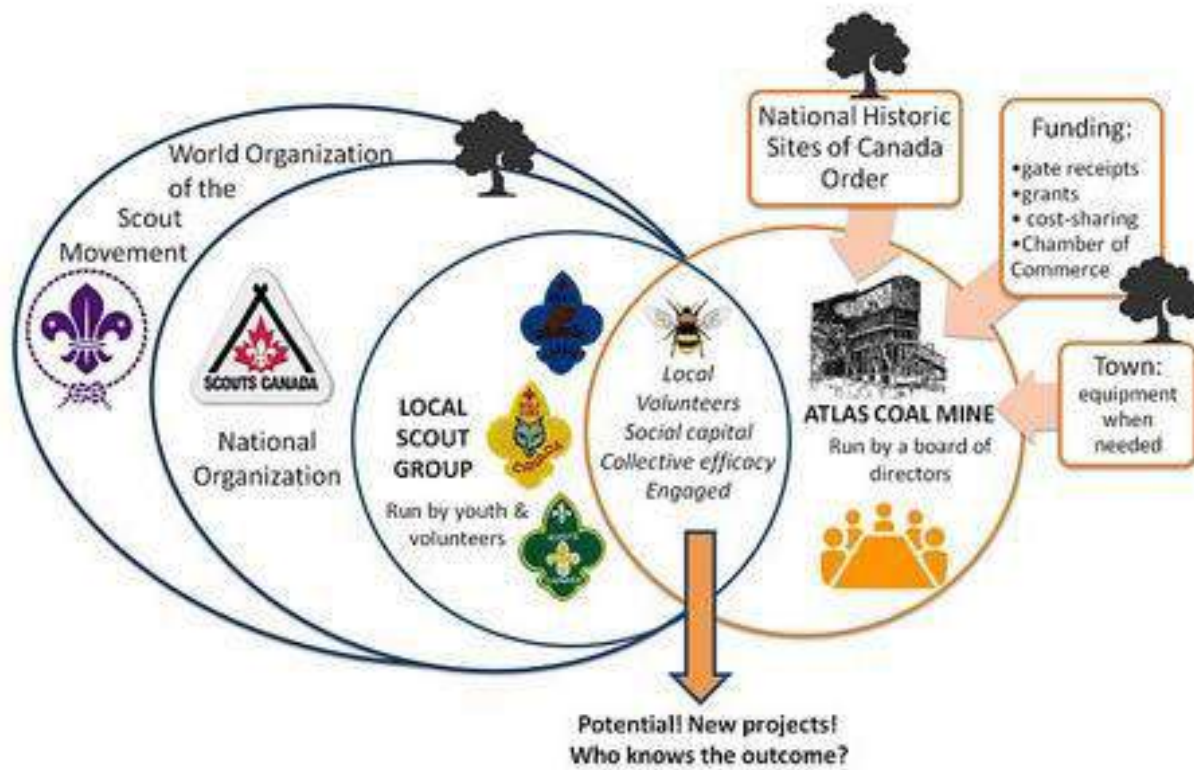 World Organization
of the
Scout
Movement
SCOUTS CANADA
National
Organization
LOCAL
SCOUT
GROUP
Run by youth &
volunteers
CANADA
Local
Volunteers
Social capital
Collective efficacy
Engaged
National Historic
Sites of Canada
Order
Funding:
•gate receipts
•grants
• cost-sharing
•Chamber of
Commerce
Town:
equipment
when
needed
ATLAS COAL MINE
Run by a board of
directors
Potential! New projects!
Who knows the outcome?